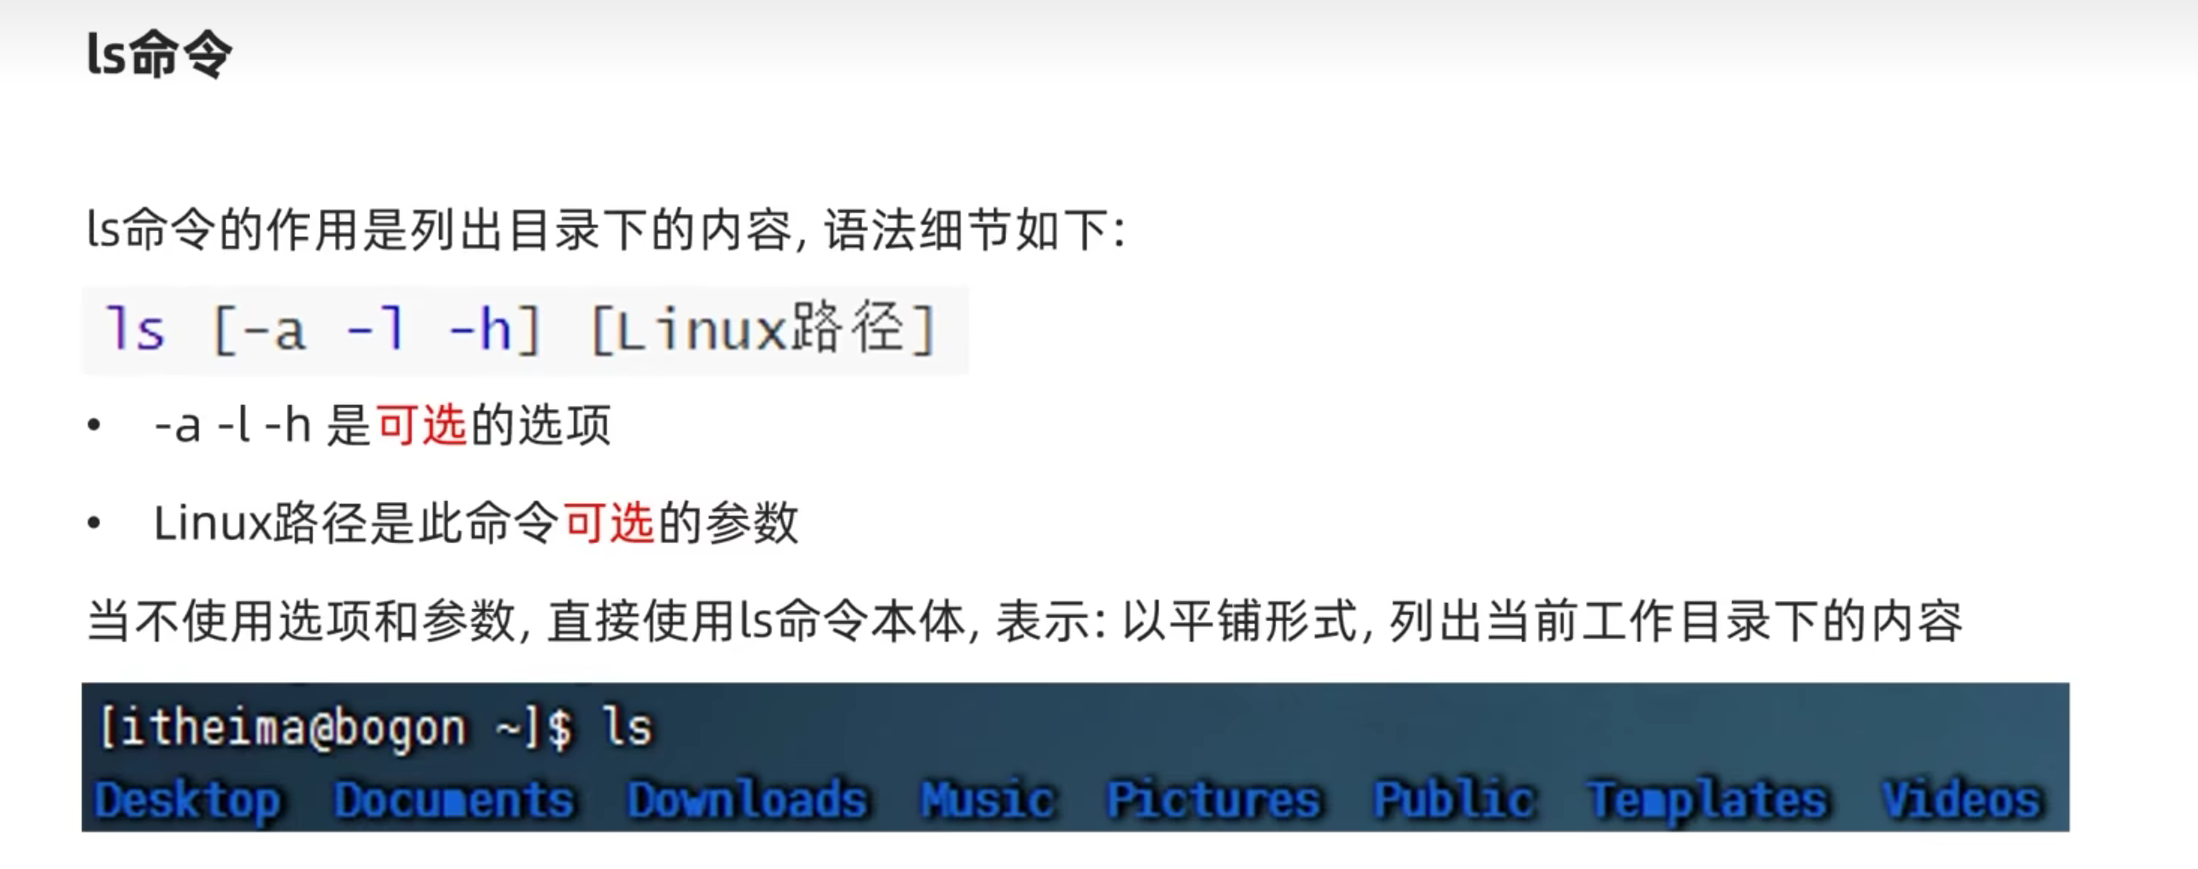 ls命令
ls命令的作用是列出目录下的内容, 语法细节如下:
ls [-a -l -h] [Linux路径]
• -a -l -h 是可选的选项
• Linux路径是此命令可选的参数
当不使用选项和参数, 直接使用ls命令本体, 表示: 以平铺形式, 列出当前工作目录下的内容
[itheima@bogon ~]$ ls
Desktop Documents Downloads Music Pictures Public Templates Videos